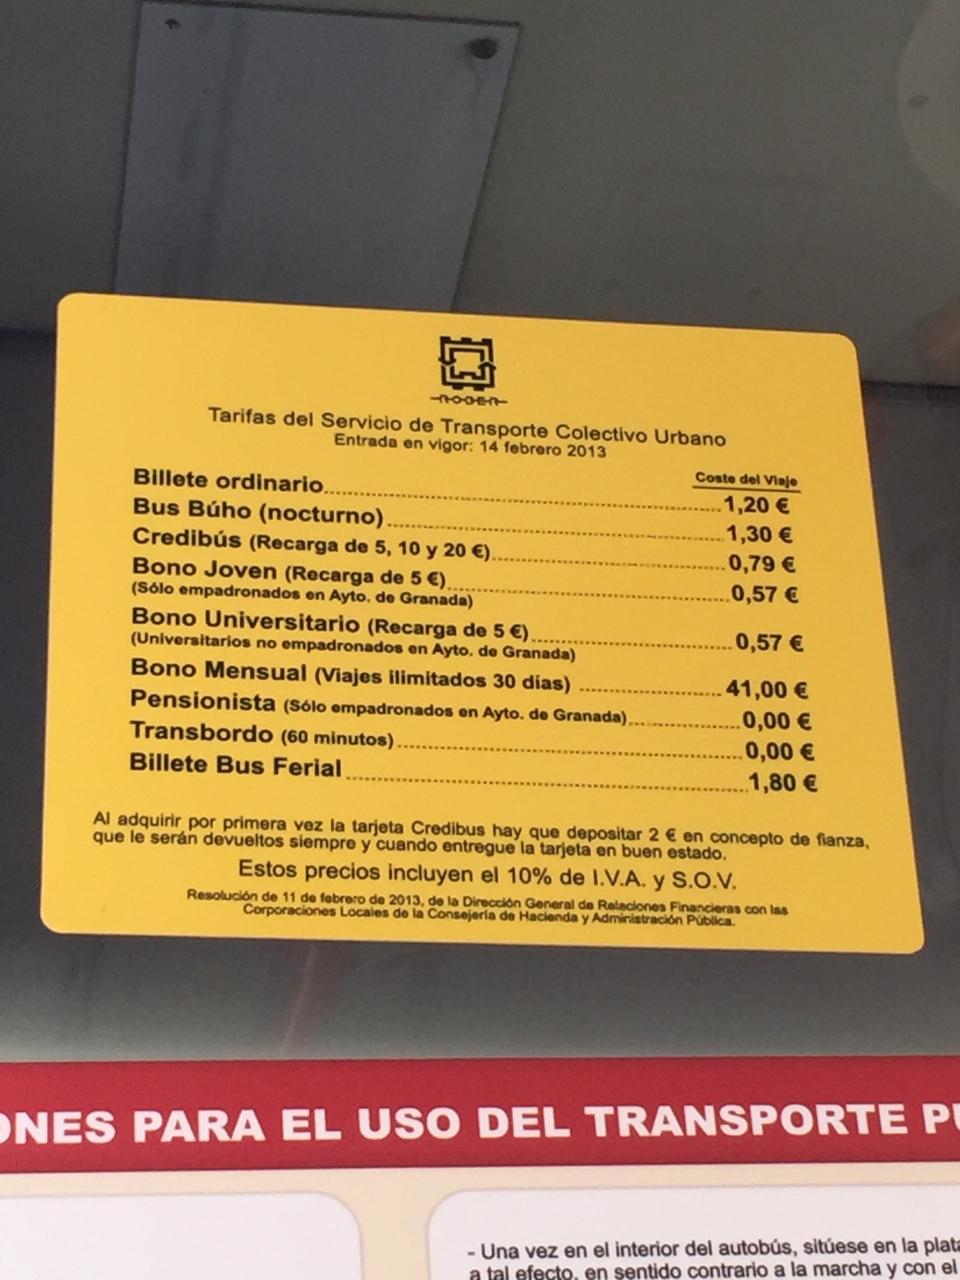 ROBER
Tarifas del Servicio de Transporte Colectivo Urbano
Entrada en vigor: 14 febrero 2013
Coste del Viaje
Billete ordinario 1,20 €
Bus Búho (nocturno) 1,30 €
Credibús (Recarga de 5, 10 y 20 €) 0,79 €
Bono Joven (Recarga de 5 €) 0,57 €
(Sólo empadronados en Ayto. de Granada)
Bono Universitario (Recarga de 5 €) 0,57 €
(Universitarios no empadronados en Ayto. de Granada)
Bono Mensual (Viajes ilimitados 30 días) 41,00 €
Pensionista (Sólo empadronados en Ayto. de Granada) 0,00 €
Transbordo (60 minutos) 0,00 €
Billete Bus Ferial 1,80 €
Al adquirir por primera vez la tarjeta Credibus hay que depositar 2 € en concepto de fianza,
que le serán devueltos siempre y cuando entregue la tarjeta en buen estado.
Estos precios incluyen el 10% de I.V.A. y S.O.V.
Resolución de 11 de febrero de 2013, de la Dirección General de Relaciones Financieras con las
Corporaciones Locales de la Consejería de Hacienda y Administración Pública.
ONES PARA EL USO DEL TRANSPORTE PU
- Una vez en el interior del autobús, sitúese en la plata
a tal efecto, en sentido contrario a la marcha y con el